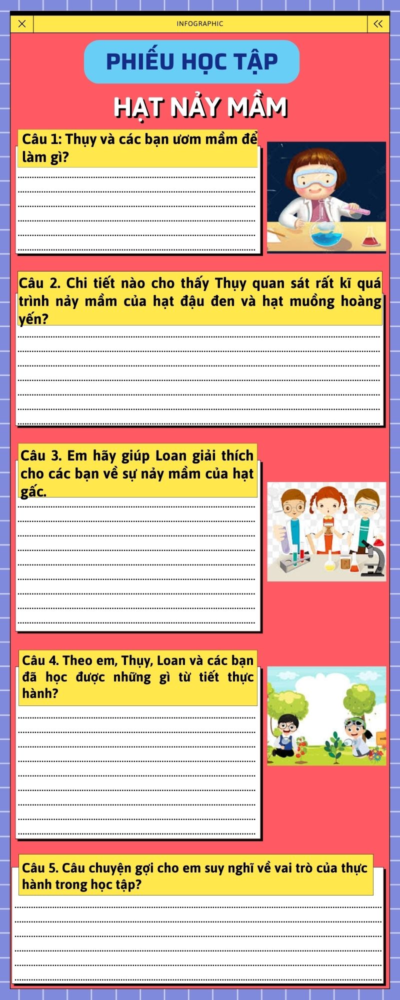 INFOGRAPHIC
PHIẾU HỌC TẬP
HẠT NẢY MẦM
Câu 1: Thụy và các bạn ươm mầm để
làm gì?
Câu 2. Chi tiết nào cho thấy Thụy quan sát rất kĩ quá
trình nảy mầm của hạt đậu đen và hạt muồng hoàng
yến?
Câu 3. Em hãy giúp Loan giải thích
cho các bạn về sự nảy mầm của hạt
gấc.
Câu 4. Theo em, Thụy, Loan và các bạn
đã học được những gì từ tiết thực
hành?
Câu 5. Câu chuyện gợi cho em suy nghĩ về vai trò của thực
hành trong học tập?